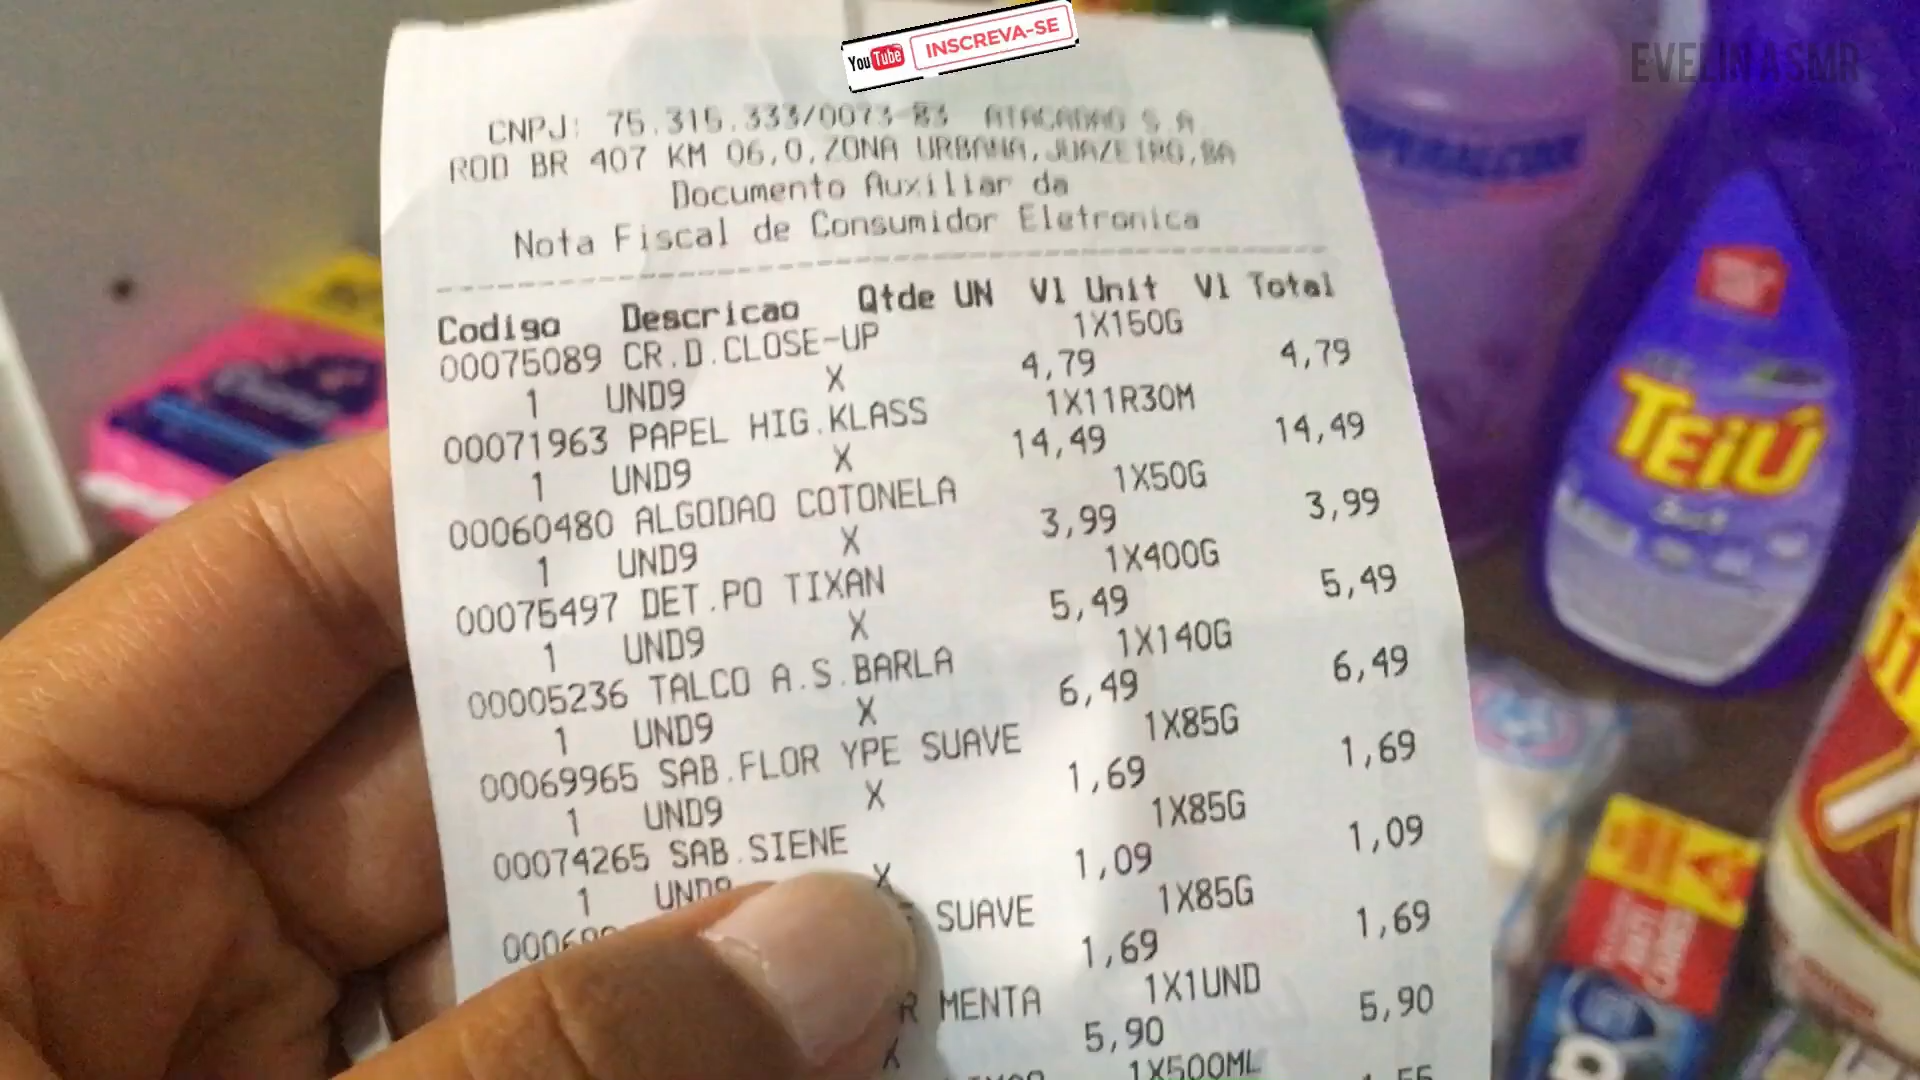 YouTube INSCREVA-SE
EVELIN ASMR
CNPJ: 75.315.333/0073-83 ATACADAO S.A.
ROD BR 407 KM 06,0,ZONA URBANA,JUAZEIRO,BA
Documento Auxiliar da
Nota Fiscal de Consumidor Eletronica
Codigo Descricao Qtde UN Vl Unit Vl Total
00075089 CR.D.CLOSE-UP 1X150G
1 UND9 X 4,79 4,79
00071963 PAPEL HIG.KLASS 1X11R30M
1 UND9 X 14,49 14,49
00060480 ALGODAO COTONELA 1X50G
1 UND9 X 3,99 3,99
00075497 DET.PO TIXAN 1X400G
1 UND9 X 5,49 5,49
00005236 TALCO A.S.BARLA 1X140G
1 UND9 X 6,49 6,49
00069965 SAB.FLOR YPE SUAVE 1X85G
1 UND9 X 1,69 1,69
00074265 SAB.SIENE 1X85G
1 UND9 X 1,09 1,09
SUAVE 1X85G
1,69 1,69
R MENTA 1X1UND
X 5,90 5,90
1X500ML
TEIÚ